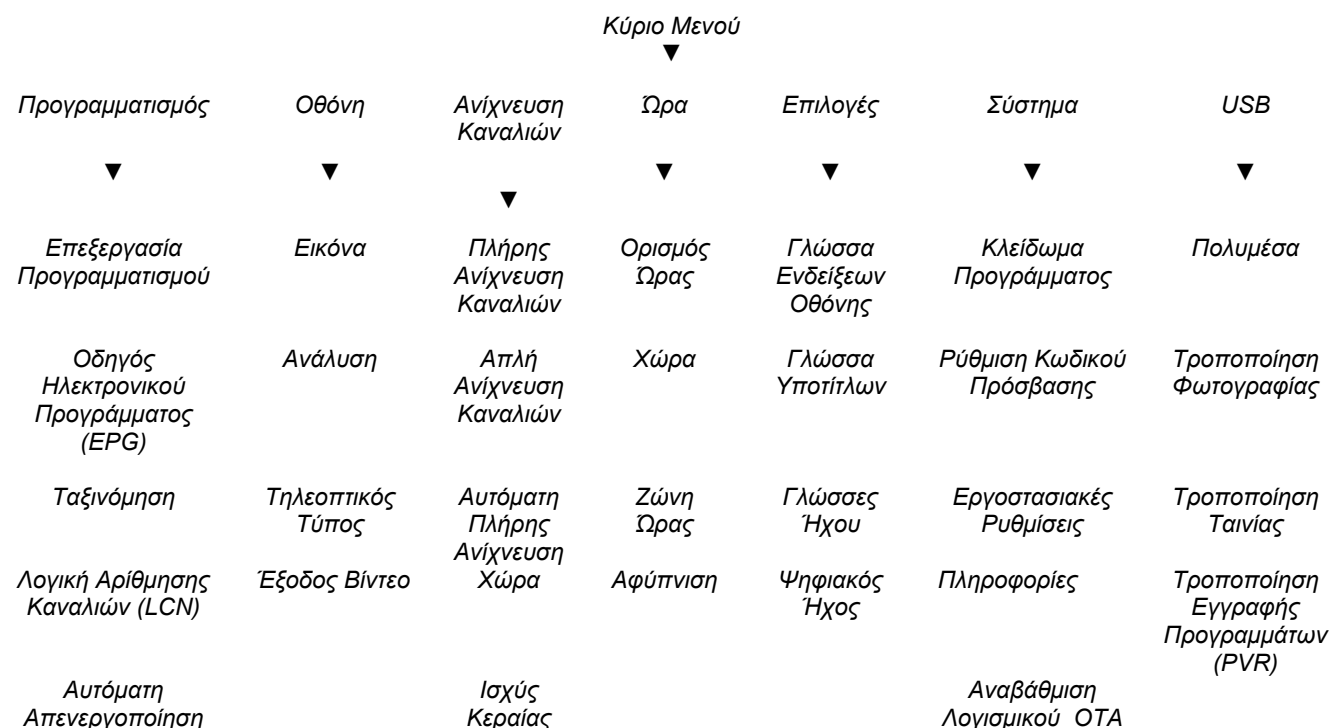 Κύριο Μενού
▼
Προγραμματισμός Οθόνη Ανίχνευση Ώρα Επιλογές Σύστημα USB
Καναλιών
▼ ▼ ▼ ▼ ▼ ▼
▼
Επεξεργασία Εικόνα Πλήρης Ορισμός Γλώσσα Κλείδωμα Πολυμέσα
Προγραμματισμού Ανίχνευση Ώρας Ενδείξεων Προγράμματος
Καναλιών Οθόνης
Οδηγός Ανάλυση Απλή Χώρα Γλώσσα Ρύθμιση Κωδικού Τροποποίηση
Ηλεκτρονικού Ανίχνευση Υποτίτλων Πρόσβασης Φωτογραφίας
Προγράμματος Καναλιών
(EPG)
Ταξινόμηση Τηλεοπτικός Αυτόματη Ζώνη Γλώσσες Εργοστασιακές Τροποποίηση
Τύπος Πλήρης Ώρας Ήχου Ρυθμίσεις Ταινίας
Ανίχνευση
Λογική Αρίθμησης Έξοδος Βίντεο Χώρα Αφύπνιση Ψηφιακός Πληροφορίες Τροποποίηση
Καναλιών (LCN) Ήχος Εγγραφής
Προγραμμάτων
(PVR)
Αυτόματη Ισχύς Αναβάθμιση
Απενεργοποίηση Κεραίας Λογισμικού OTA